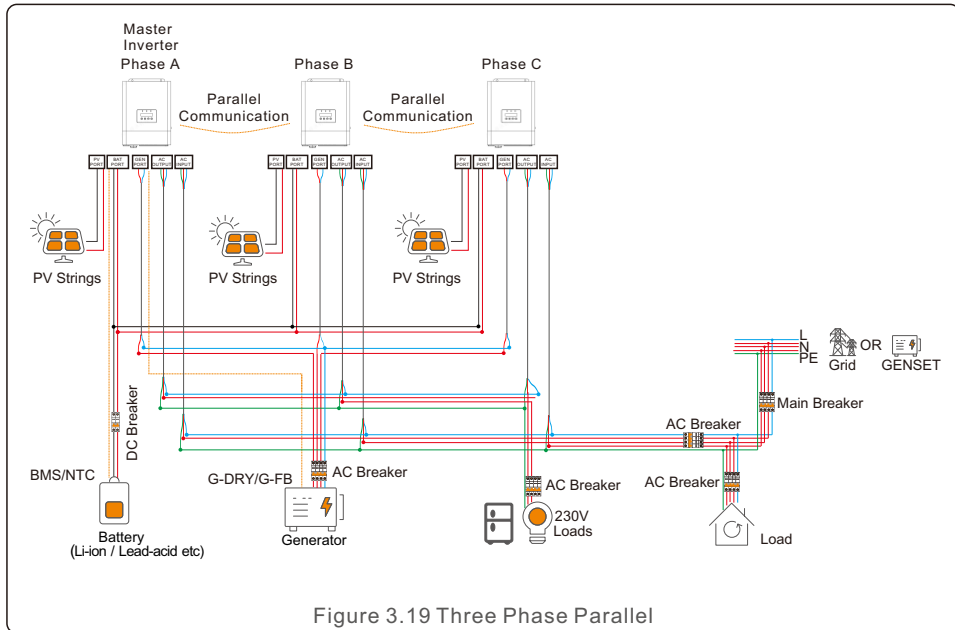 Master
Inverter
Phase A
Phase B
Phase C
Parallel
Communication
Parallel
Communication
PV
PORT
BAT
PORT
GEN
PORT
AC
OUTPUT
AC
INPUT
PV
PORT
BAT
PORT
GEN
PORT
AC
OUTPUT
AC
INPUT
PV
PORT
BAT
PORT
GEN
PORT
AC
OUTPUT
AC
INPUT
PV Strings
PV Strings
PV Strings
L
N
PE
Grid
OR
GENSET
Main Breaker
AC Breaker
DC Breaker
BMS/NTC
G-DRY/G-FB
AC Breaker
AC Breaker
AC Breaker
Battery
(Li-ion / Lead-acid etc)
Generator
230V
Loads
Load
Figure 3.19 Three Phase Parallel